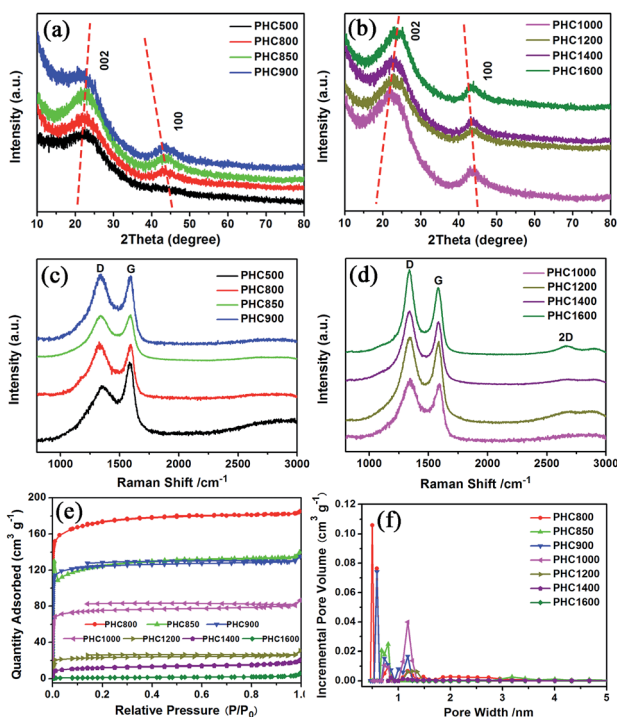 (a)
PHC500
PHC800
PHC850
PHC900
002
100
Intensity (a.u.)
10 20 30 40 50 60 70 80
2Theta (degree)
(b)
PHC1000
PHC1200
PHC1400
PHC1600
002
100
Intensity (a.u.)
10 20 30 40 50 60 70 80
2Theta (degree)
(c)
D
G
PHC500
PHC800
PHC850
PHC900
Intensity (a.u.)
1000 1500 2000 2500 3000
Raman Shift /cm⁻¹
(d)
D
G
2D
PHC1000
PHC1200
PHC1400
PHC1600
Intensity (a.u.)
1000 1500 2000 2500 3000
Raman Shift /cm⁻¹
(e)
Quantity Adsorbed (cm³ g⁻¹)
200
160
120
80
40
0
PHC800 PHC850 PHC900
PHC1000 PHC1200 PHC1400 PHC1600
0.0 0.2 0.4 0.6 0.8 1.0
Relative Pressure (P/P₀)
(f)
Incremental Pore Volume (cm³ g⁻¹)
0.12
0.10
0.08
0.06
0.04
0.02
0.00
PHC800
PHC850
PHC900
PHC1000
PHC1200
PHC1400
PHC1600
1 2 3 4 5
Pore Width /nm